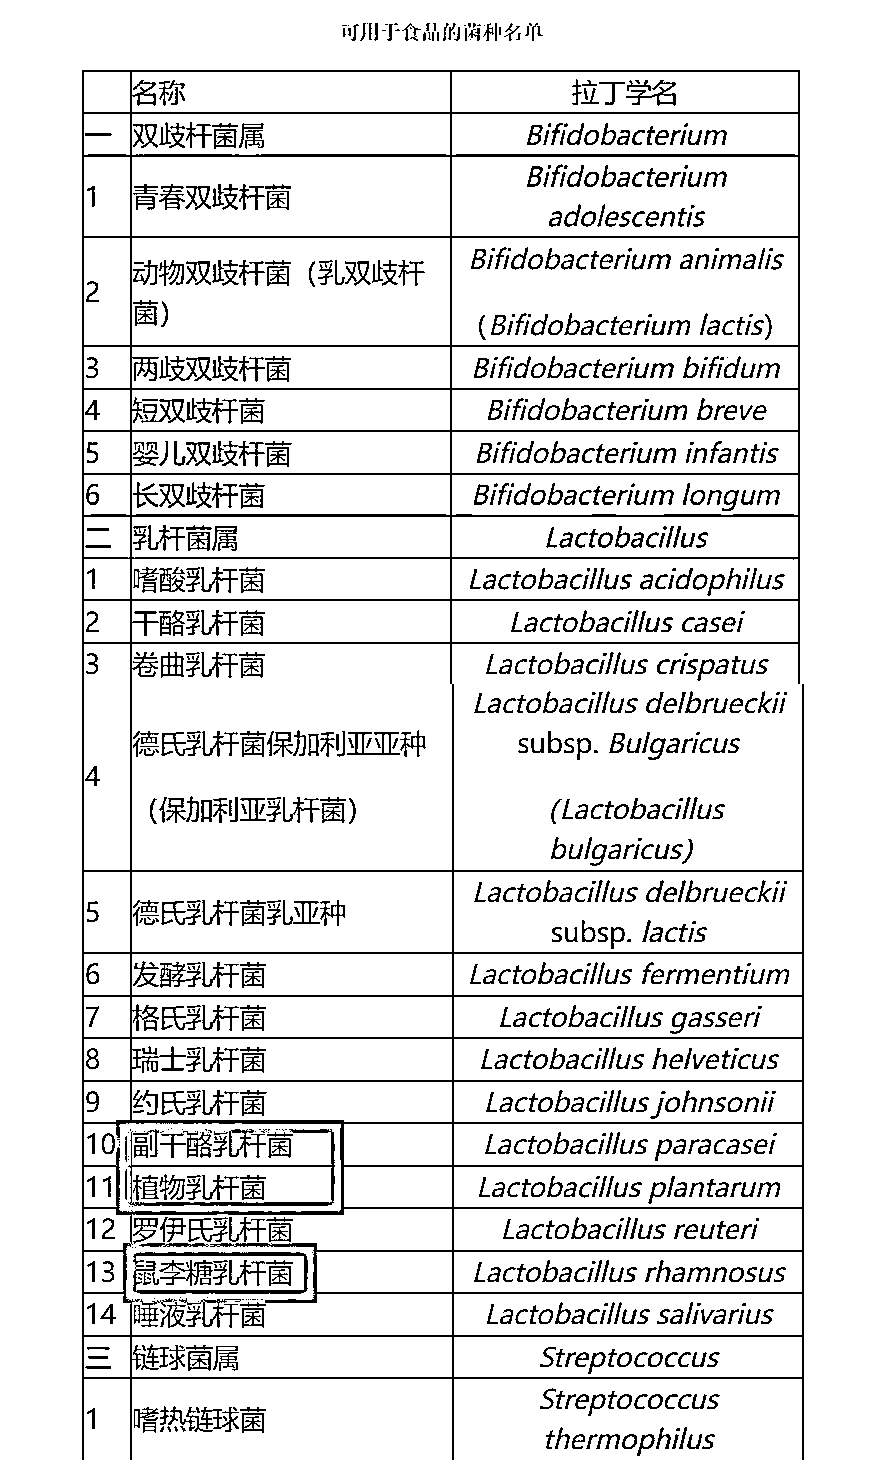 可用于食品的菌种名单
名称 拉丁学名
一 双歧杆菌属 Bifidobacterium
1 青春双歧杆菌 Bifidobacterium
adolescentis
2 动物双歧杆菌（乳双歧杆
菌） Bifidobacterium animalis
（Bifidobacterium lactis）
3 两歧双歧杆菌 Bifidobacterium bifidum
4 短双歧杆菌 Bifidobacterium breve
5 婴儿双歧杆菌 Bifidobacterium infantis
6 长双歧杆菌 Bifidobacterium longum
二 乳杆菌属 Lactobacillus
1 嗜酸乳杆菌 Lactobacillus acidophilus
2 干酪乳杆菌 Lactobacillus casei
3 卷曲乳杆菌 Lactobacillus crispatus
4 德氏乳杆菌保加利亚亚种
（保加利亚乳杆菌） Lactobacillus delbrueckii
subsp. Bulgaricus
(Lactobacillus
bulgaricus)
5 德氏乳杆菌乳亚种 Lactobacillus delbrueckii
subsp. lactis
6 发酵乳杆菌 Lactobacillus fermentium
7 格氏乳杆菌 Lactobacillus gasseri
8 瑞士乳杆菌 Lactobacillus helveticus
9 约氏乳杆菌 Lactobacillus johnsonii
10 副干酪乳杆菌 Lactobacillus paracasei
11 植物乳杆菌 Lactobacillus plantarum
12 罗伊氏乳杆菌 Lactobacillus reuteri
13 鼠李糖乳杆菌 Lactobacillus rhamnosus
14 唾液乳杆菌 Lactobacillus salivarius
三 链球菌属 Streptococcus
1 嗜热链球菌 Streptococcus
thermophilus